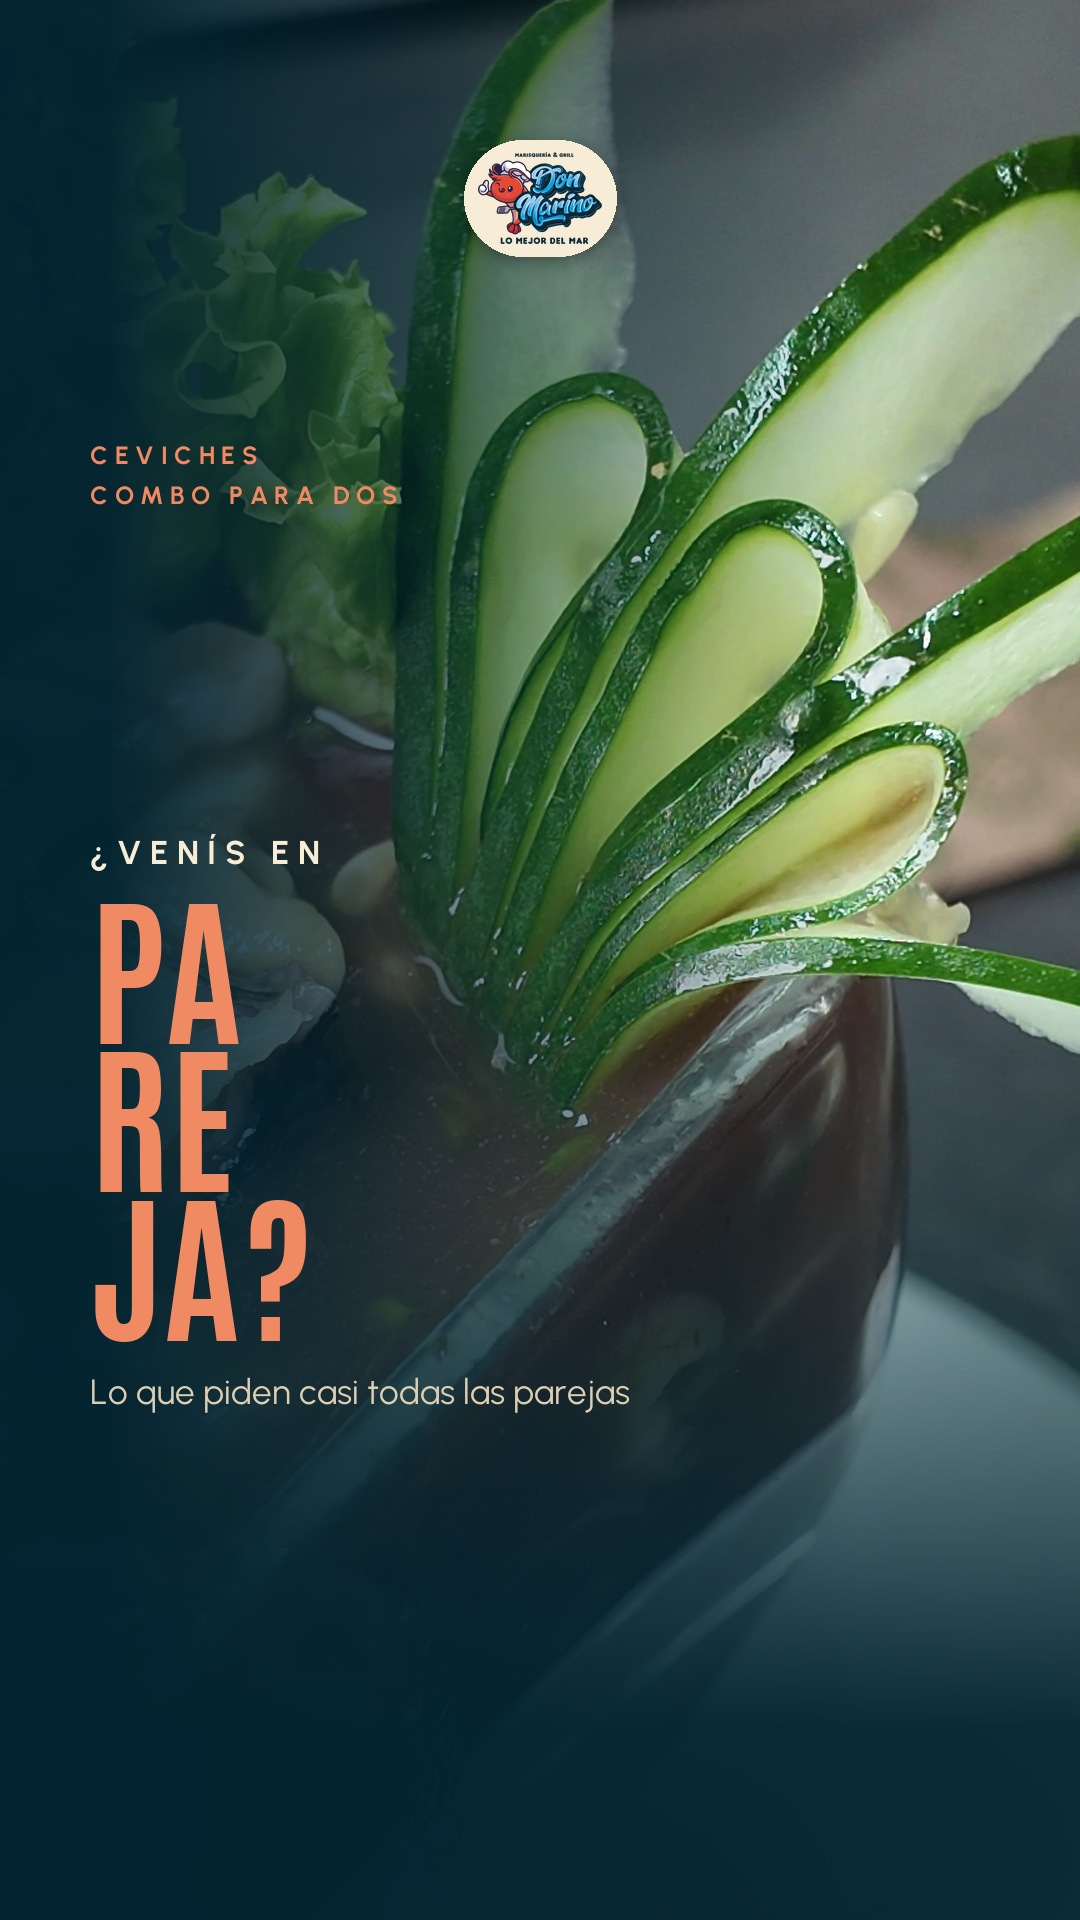 MARISQUERÍA & GRILL
Don
Marino
LO MEJOR DEL MAR
CEVICHES
COMBO PARA DOS
¿VENÍS EN
PA
RE
JA?
Lo que piden casi todas las parejas